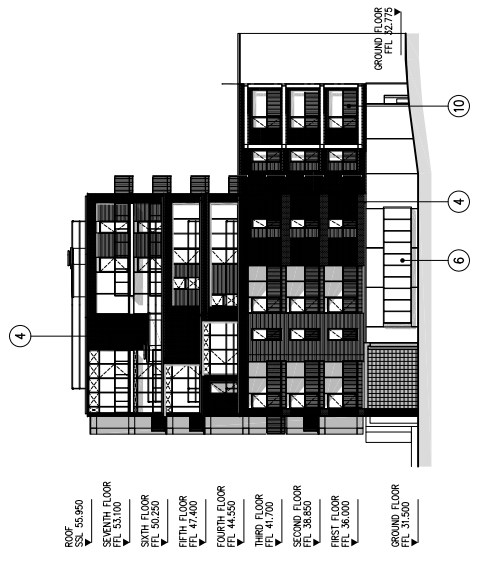 GROUND FLOOR
FFL 32.775
10
4
6
4
ROOF
SSL 55.950
SEVENTH FLOOR
FFL 53.100
SIXTH FLOOR
FFL 50.250
FIFTH FLOOR
FFL 47.400
FOURTH FLOOR
FFL 44.550
THIRD FLOOR
FFL 41.700
SECOND FLOOR
FFL 38.850
FIRST FLOOR
FFL 36.000
GROUND FLOOR
FFL 31.500